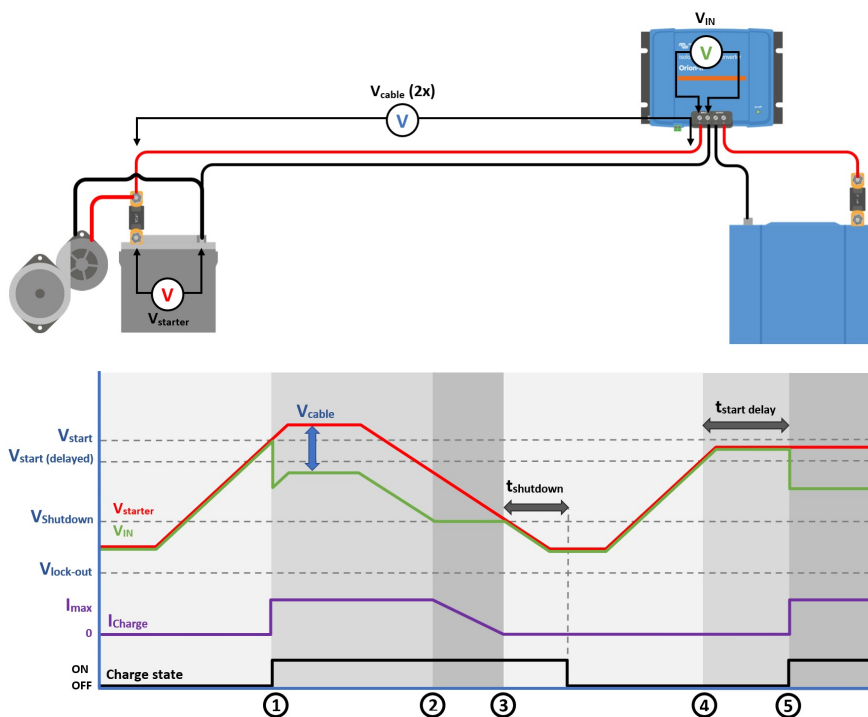 VIN
V
Orion-
Vcable (2x)
V
V
Vstarter
Vcable
tstart delay
Vstart
Vstart (delayed)
tshutdown
VShutdown
Vstarter
VIN
Vlock-out
Imax
ICharge
0
ON
Charge state
OFF
1
2
3
4
5